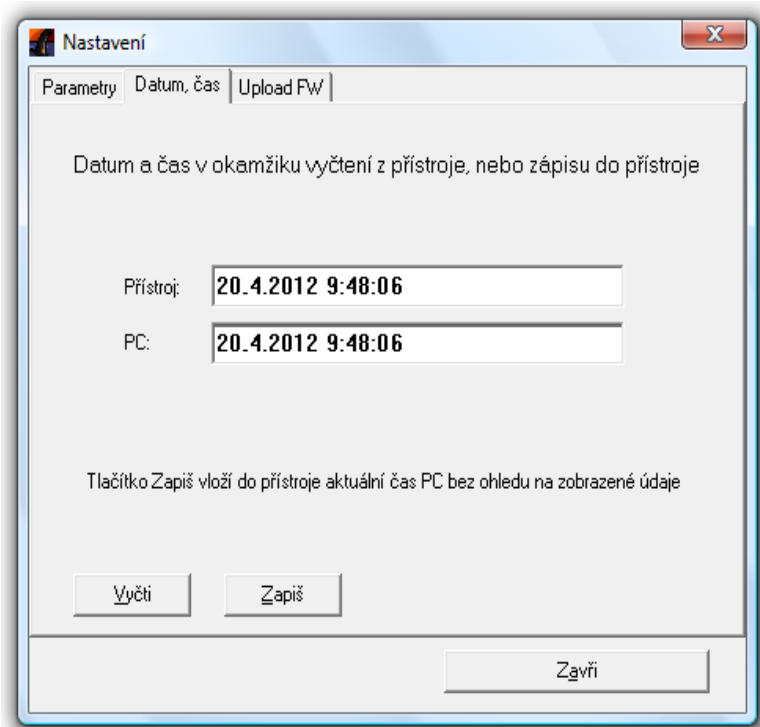 Nastavení
Parametry Datum, čas Upload FW
Datum a čas v okamžiku vyčtení z přístroje, nebo zápisu do přístroje
Přístroj: 20.4.2012 9:48:06
PC: 20.4.2012 9:48:06
Tlačítko Zapiš vloží do přístroje aktuální čas PC bez ohledu na zobrazené údaje
Vyčti Zapiš
Zavři